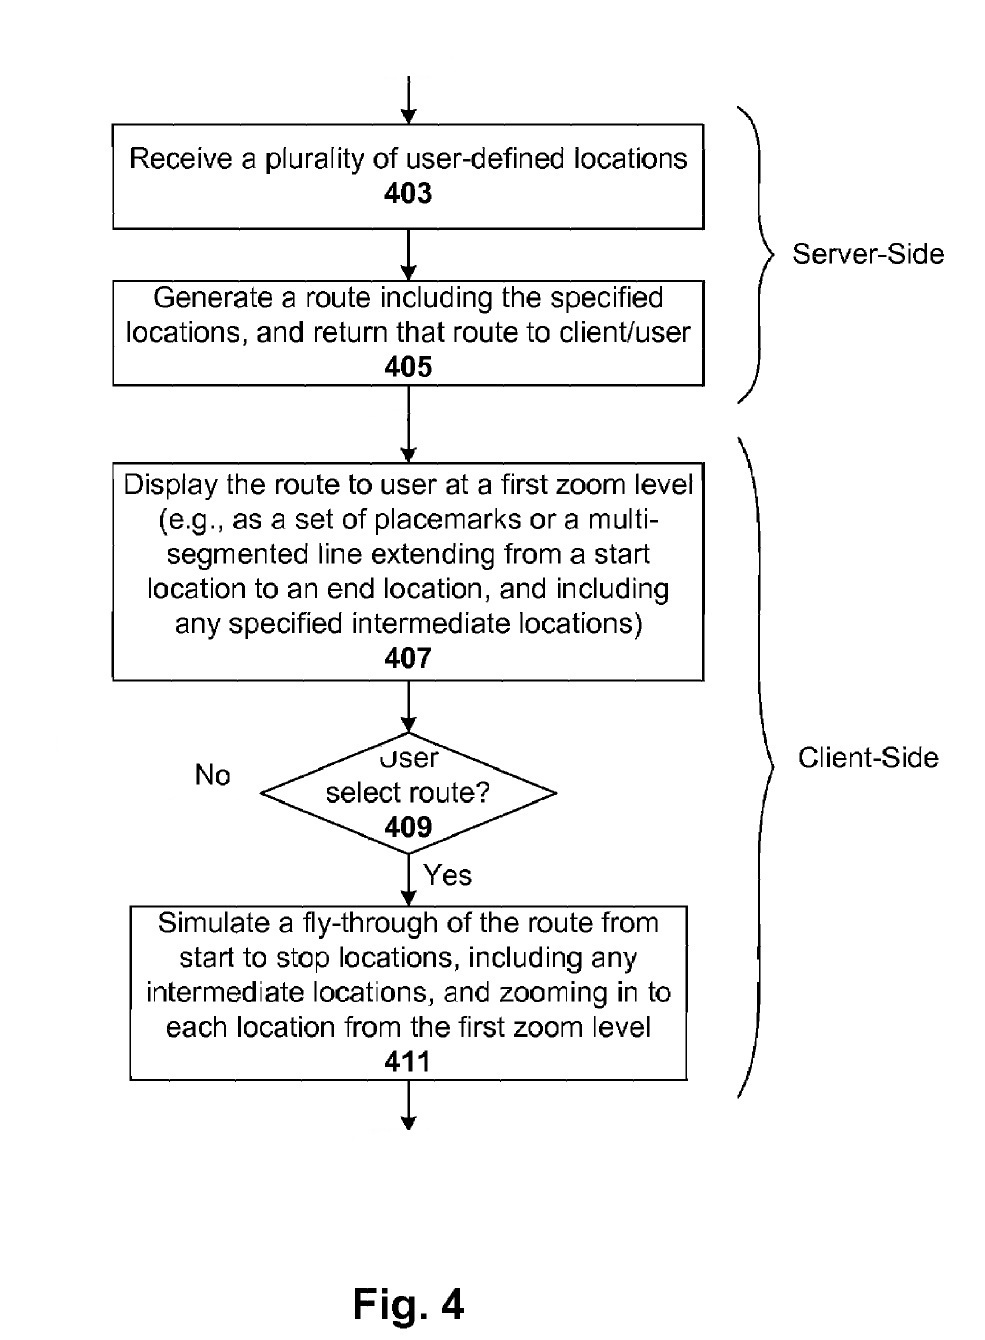 Receive a plurality of user-defined locations
403
Server-Side
Generate a route including the specified
locations, and return that route to client/user
405
Display the route to user at a first zoom level
(e.g., as a set of placemarks or a multi-
segmented line extending from a start
location to an end location, and including
any specified intermediate locations)
407
Client-Side
User
select route?
409
No
Yes
Simulate a fly-through of the route from
start to stop locations, including any
intermediate locations, and zooming in to
each location from the first zoom level
411
Fig. 4